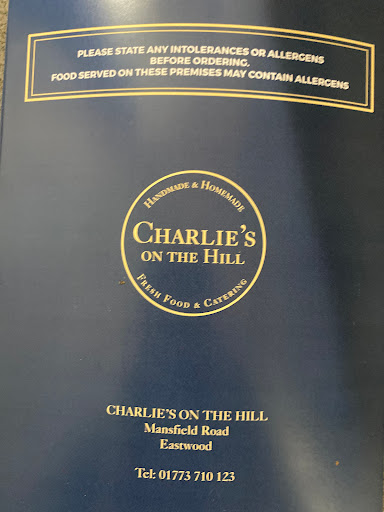 PLEASE STATE ANY INTOLERANCES OR ALLERGENS
BEFORE ORDERING.
FOOD SERVED ON THESE PREMISES MAY CONTAIN ALLERGENS
HANDMADE & HOMEMADE
CHARLIE'S
ON THE HILL
FRESH FOOD & CATERING
CHARLIE'S ON THE HILL
Mansfield Road
Eastwood
Tel: 01773 710 123